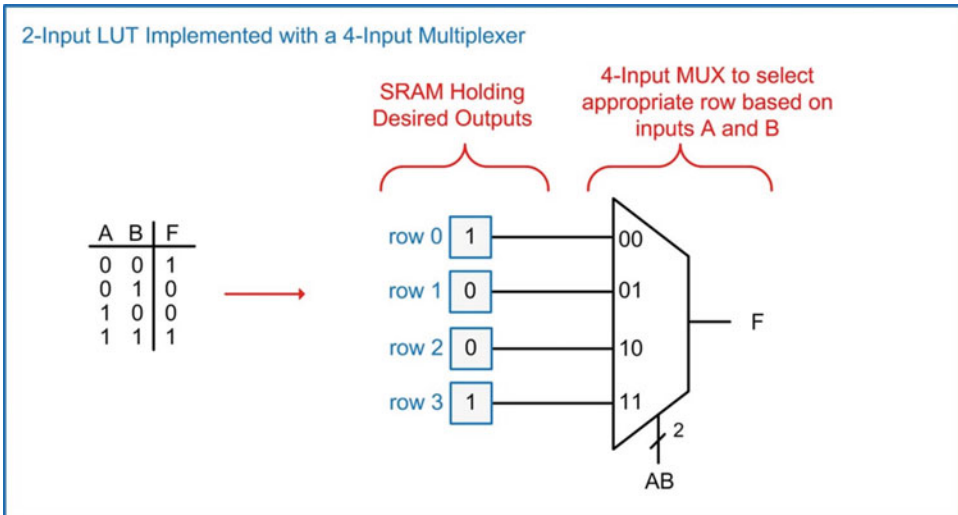 2-Input LUT Implemented with a 4-Input Multiplexer
SRAM Holding
Desired Outputs
4-Input MUX to select
appropriate row based on
inputs A and B
A B F
0 0 1
0 1 0
1 0 0
1 1 1
row 0 1
row 1 0
row 2 0
row 3 1
00
01
10
11
F
2
AB